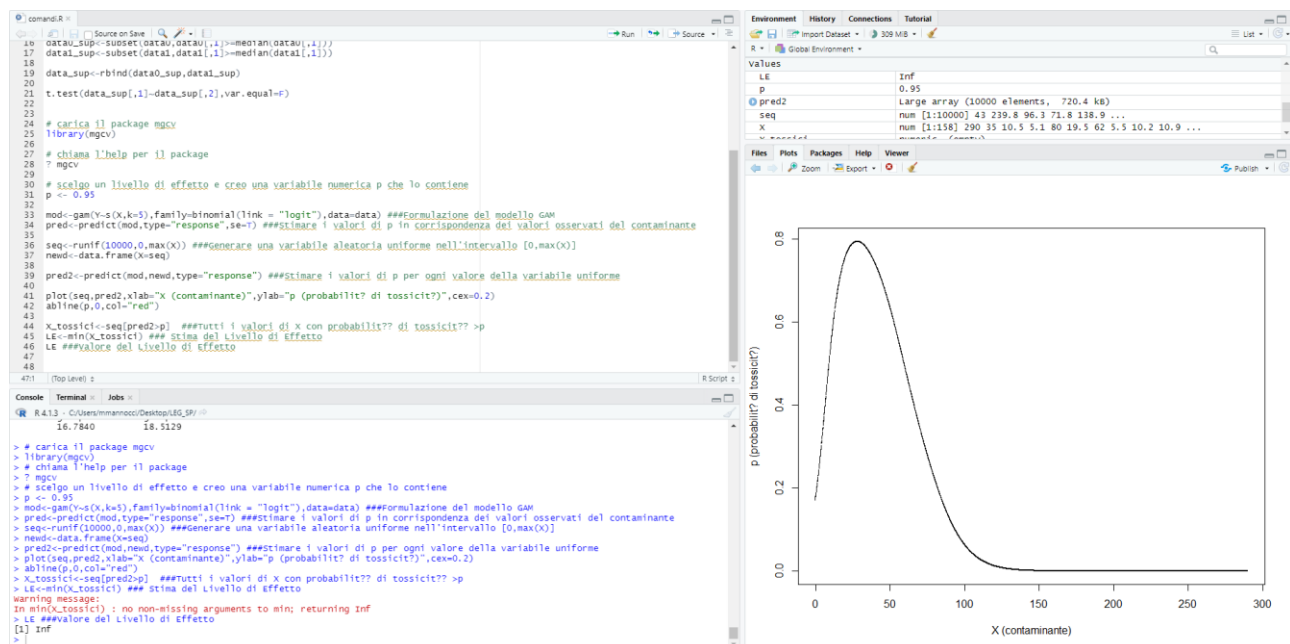 comandi.R
Source on Save
Run
Source
16 data0_sup<-subset(data0,data0[,1]>=median(data0[,1]))
17 data1_sup<-subset(data1,data1[,1]>=median(data1[,1]))
18
19 data_sup<-rbind(data0_sup,data1_sup)
20
21 t.test(data_sup[,1]~data_sup[,2],var.equal=F)
22
23
24 # carica il package mgcv
25 library(mgcv)
26
27 # chiama l'help per il package
28 ? mgcv
29
30 # scelgo un livello di effetto e creo una variabile numerica p che lo contiene
31 p <- 0.95
32
33 mod<-gam(Y~s(X,k=5),family=binomial(link = "logit"),data=data) ###Formulazione del modello GAM
34 pred<-predict(mod,type="response",se=T) ###Stimare i valori di p in corrispondenza dei valori osservati del contaminante
35
36 seq<-runif(10000,0,max(X)) ###Generare una variabile aleatoria uniforme nell'intervallo [0,max(X)]
37 newd<-data.frame(X=seq)
38
39 pred2<-predict(mod,newd,type="response") ###Stimare i valori di p per ogni valore della variabile uniforme
40
41 plot(seq,pred2,xlab="X (contaminante)",ylab="p (probabilit? di tossicit?)",cex=0.2)
42 abline(p,0,col="red")
43
44 X_tossici<-seq[pred2>p] ###Tutti i valori di X con probabilit?? di tossicit?? >p
45 LE<-min(X_tossici) ### Stima del Livello di Effetto
46 LE ###Valore del Livello di Effetto
47
48
47:1 (Top Level)
R Script
Console Terminal Jobs
R 4.1.3 · C:/Users/mmannocci/Desktop/LEG_SP/
16.7840 18.5129
> # carica il package mgcv
> library(mgcv)
> # chiama l'help per il package
> ? mgcv
> # scelgo un livello di effetto e creo una variabile numerica p che lo contiene
> p <- 0.95
> mod<-gam(Y~s(X,k=5),family=binomial(link = "logit"),data=data) ###Formulazione del modello GAM
> pred<-predict(mod,type="response",se=T) ###Stimare i valori di p in corrispondenza dei valori osservati del contaminante
> seq<-runif(10000,0,max(X)) ###Generare una variabile aleatoria uniforme nell'intervallo [0,max(X)]
> newd<-data.frame(X=seq)
> pred2<-predict(mod,newd,type="response") ###Stimare i valori di p per ogni valore della variabile uniforme
> plot(seq,pred2,xlab="X (contaminante)",ylab="p (probabilit? di tossicit?)",cex=0.2)
> abline(p,0,col="red")
> X_tossici<-seq[pred2>p] ###Tutti i valori di X con probabilit?? di tossicit?? >p
> LE<-min(X_tossici) ### Stima del Livello di Effetto
Warning message:
In min(X_tossici) : no non-missing arguments to min; returning Inf
> LE ###Valore del Livello di Effetto
[1] Inf
>
Environment History Connections Tutorial
Import Dataset 309 MiB List
R Global Environment
Values
LE Inf
p 0.95
pred2 Large array (10000 elements, 720.4 kB)
seq num [1:10000] 43 239.8 96.3 71.8 138.9 ...
X num [1:158] 290 35 10.5 5.1 80 19.5 62 5.5 10.2 10.9 ...
X_tossici numeric (empty)
Files Plots Packages Help Viewer
Zoom Export Publish
p (probabilit? di tossicit?)
0.8
0.6
0.4
0.2
0.0
0 50 100 150 200 250 300
X (contaminante)